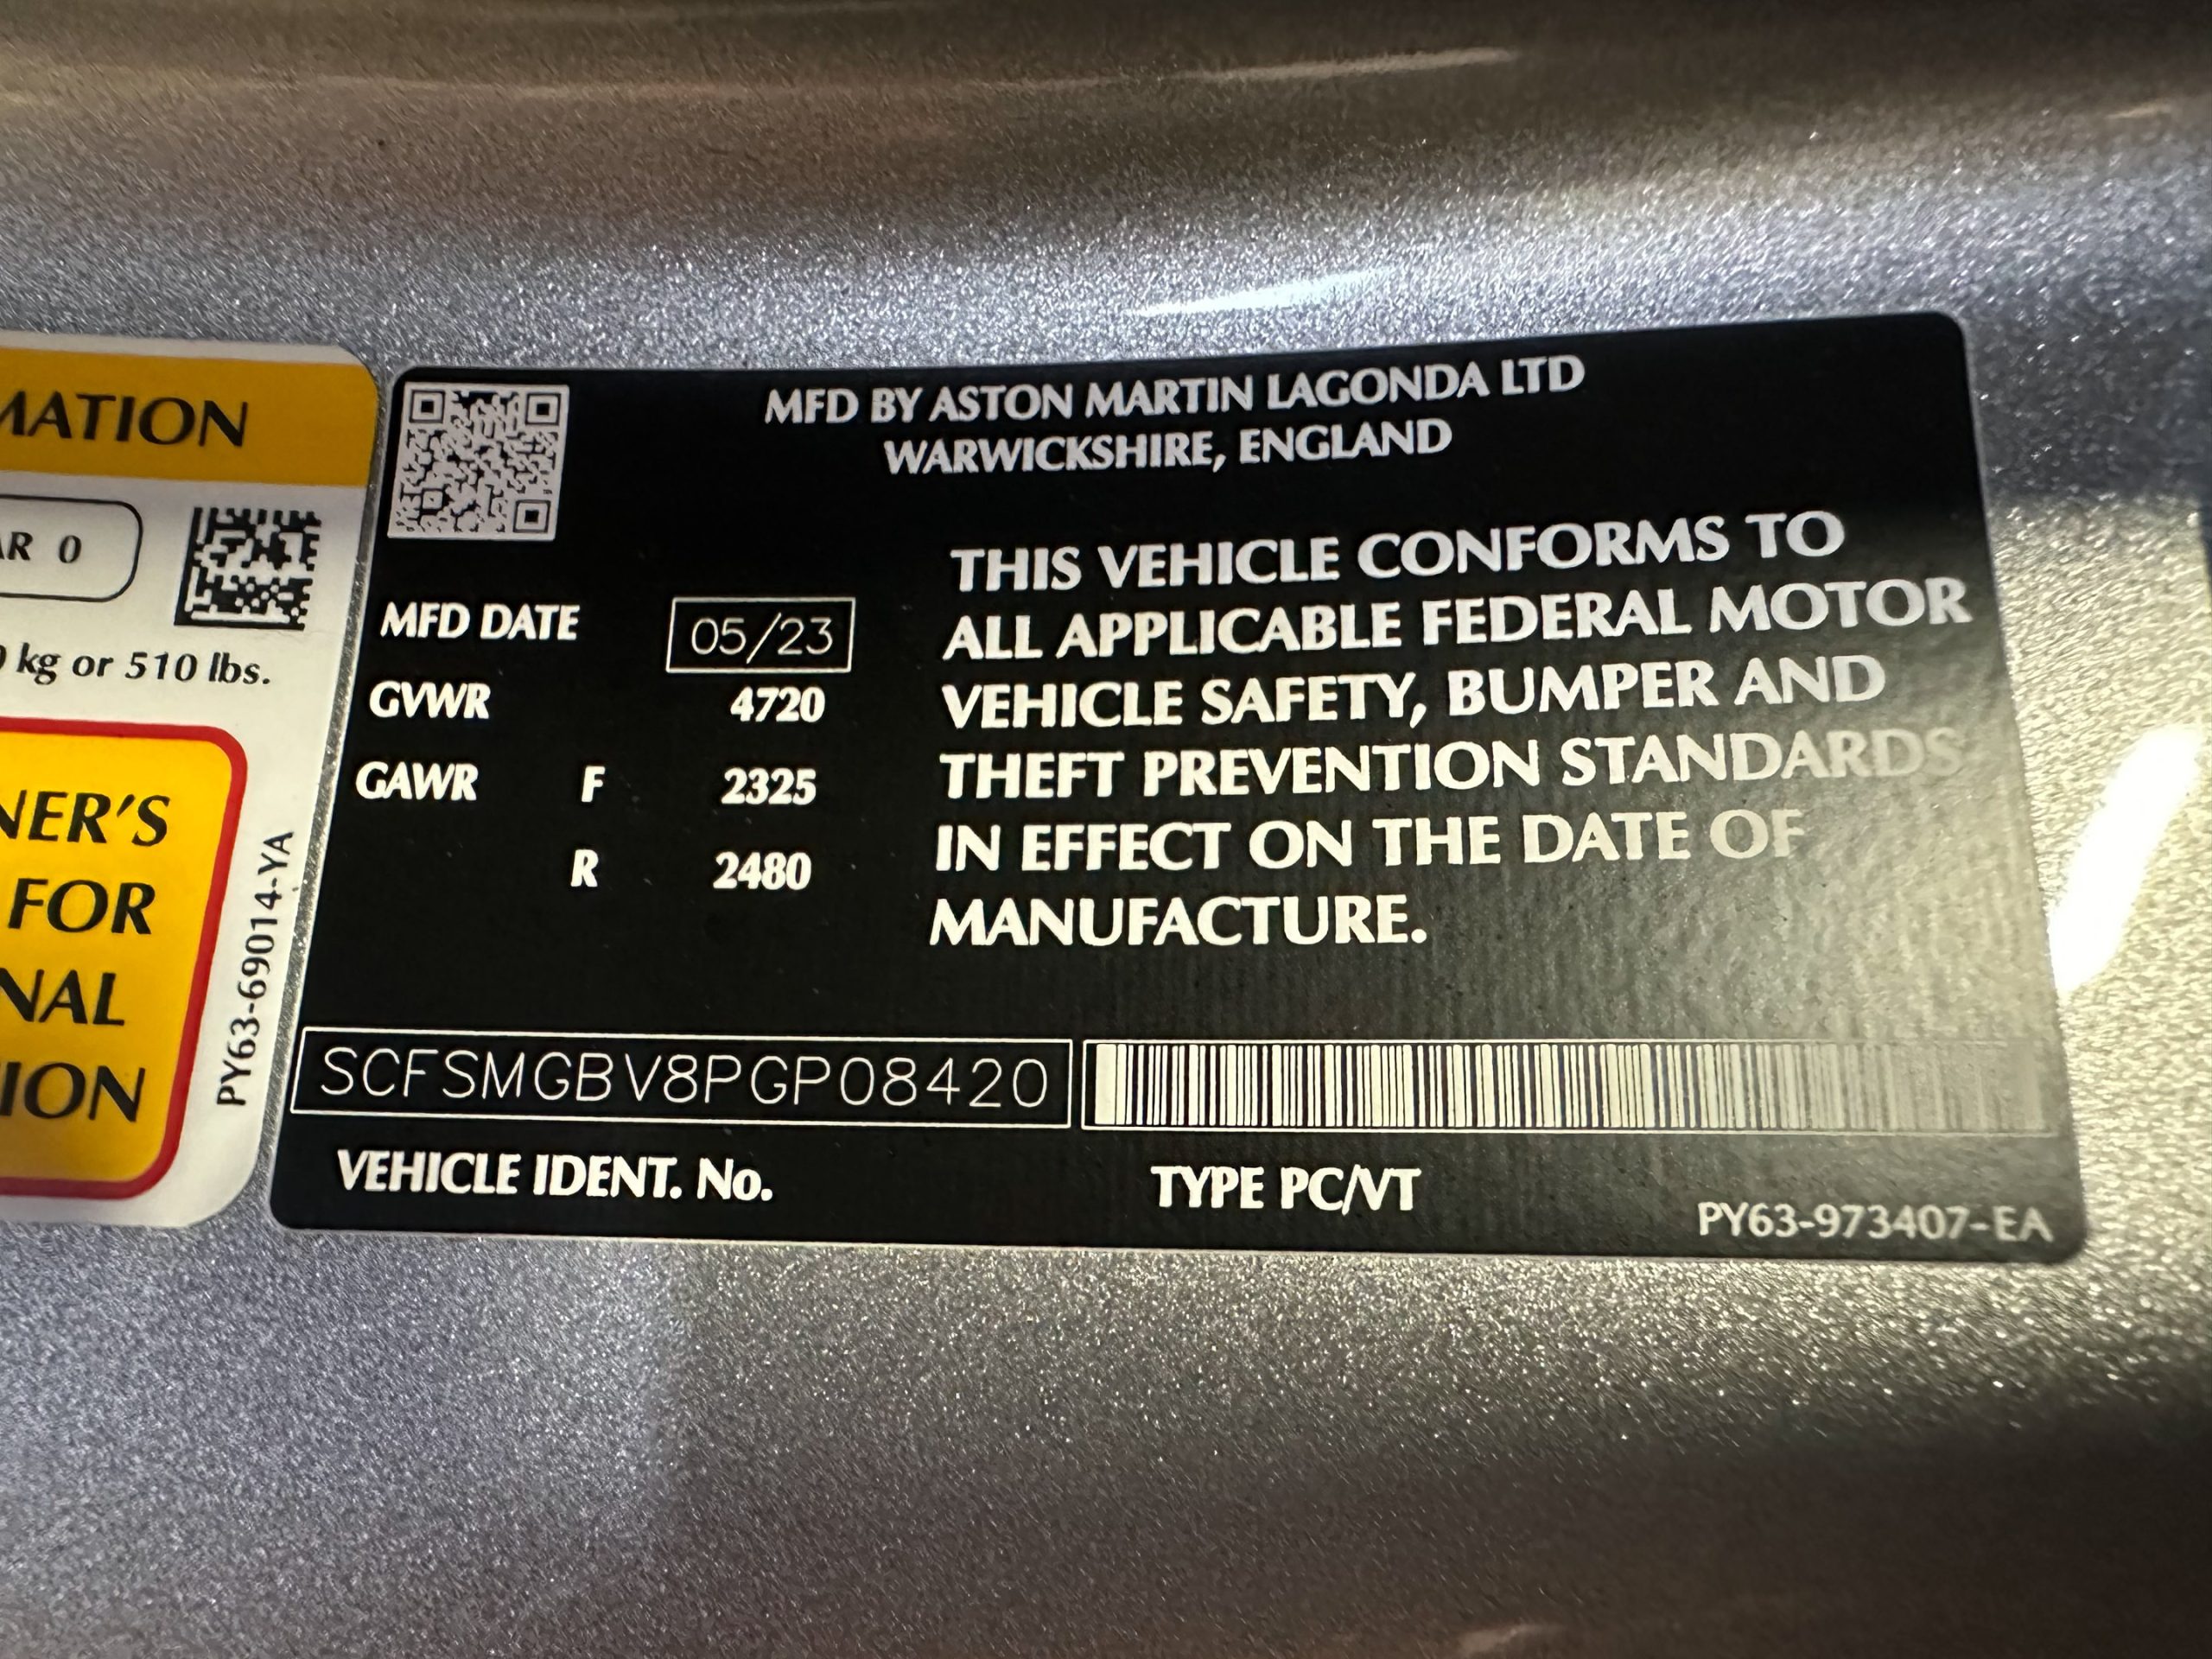 MATION
AR 0
kg or 510 lbs.
NER'S
FOR
NAL
ION
PY63-69014-YA
MFD BY ASTON MARTIN LAGONDA LTD
WARWICKSHIRE, ENGLAND
MFD DATE 05/23
GVWR 4720
GAWR F 2325
R 2480
THIS VEHICLE CONFORMS TO
ALL APPLICABLE FEDERAL MOTOR
VEHICLE SAFETY, BUMPER AND
THEFT PREVENTION STANDARDS
IN EFFECT ON THE DATE OF
MANUFACTURE.
SCFSMGBV8PGP08420
VEHICLE IDENT. No.
TYPE PC/VT
PY63-973407-EA